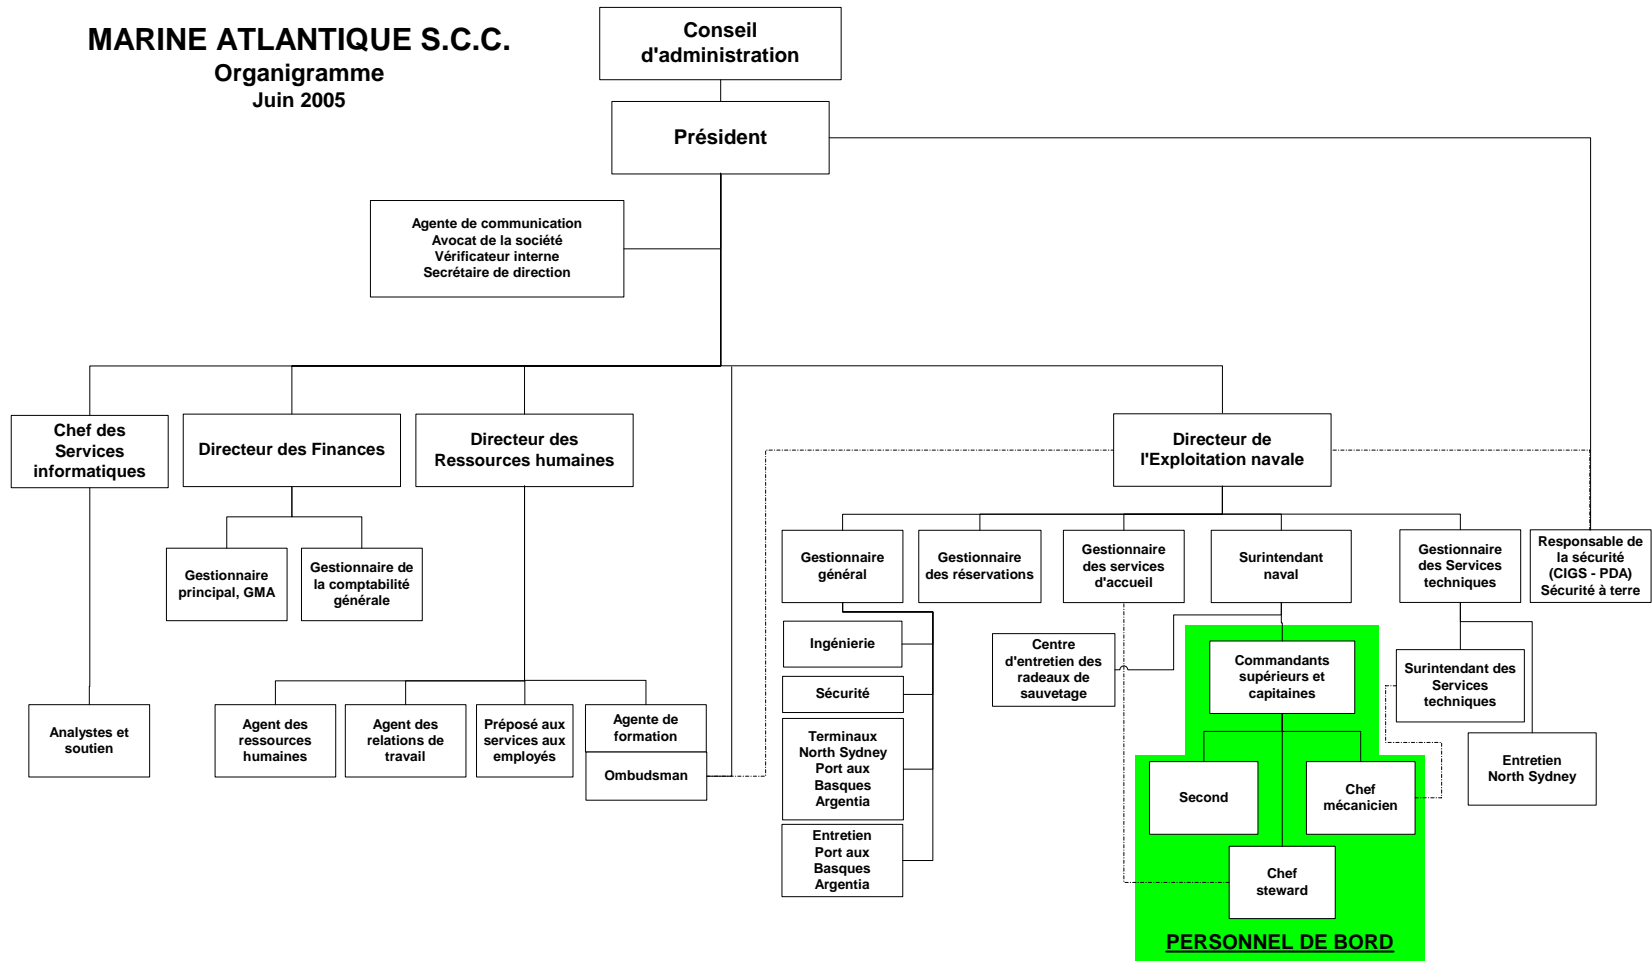 MARINE ATLANTIQUE S.C.C.
Organigramme
Juin 2005
Conseil
d'administration
Président
Agente de communication
Avocat de la société
Vérificateur interne
Secrétaire de direction
Chef des
Services
informatiques
Directeur des Finances
Directeur des
Ressources humaines
Directeur de
l'Exploitation navale
Gestionnaire
principal, GMA
Gestionnaire de
la comptabilité
générale
Gestionnaire
général
Gestionnaire
des réservations
Gestionnaire
des services
d'accueil
Surintendant
naval
Gestionnaire
des Services
techniques
Responsable de
la sécurité
(CIGS - PDA)
Sécurité à terre
Ingénierie
Sécurité
Terminaux
North Sydney
Port aux
Basques
Argentia
Entretien
Port aux
Basques
Argentia
Centre
d'entretien des
radeaux de
sauvetage
Commandants
supérieurs et
capitaines
Surintendant des
Services
techniques
Entretien
North Sydney
Analystes et
soutien
Agent des
ressources
humaines
Agent des
relations de
travail
Préposé aux
services aux
employés
Agente de
formation
Ombudsman
Second
Chef
mécanicien
Chef
steward
PERSONNEL DE BORD